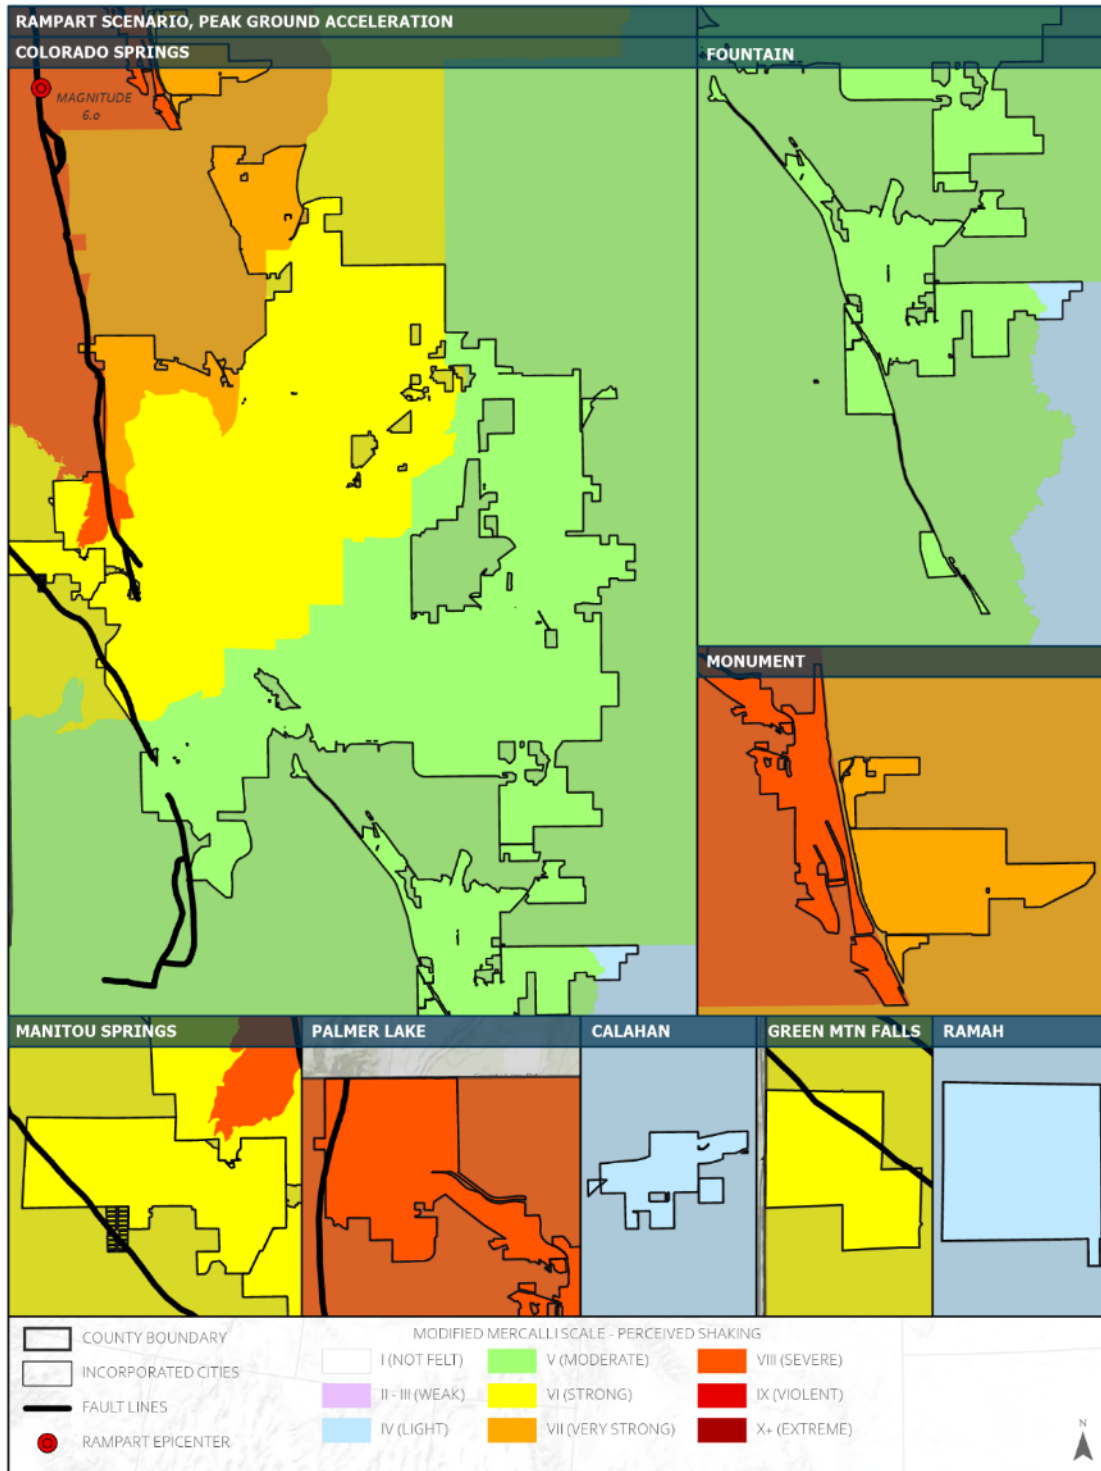 RAMPART SCENARIO, PEAK GROUND ACCELERATION
COLORADO SPRINGS
FOUNTAIN
MAGNITUDE
6.0
MONUMENT
MANITOU SPRINGS
PALMER LAKE
CALAHAN
GREEN MTN FALLS
RAMAH
COUNTY BOUNDARY
INCORPORATED CITIES
FAULT LINES
RAMPART EPICENTER
MODIFIED MERCALLI SCALE - PERCEIVED SHAKING
I (NOT FELT)
II - III (WEAK)
IV (LIGHT)
V (MODERATE)
VI (STRONG)
VII (VERY STRONG)
VIII (SEVERE)
IX (VIOLENT)
X+ (EXTREME)
N